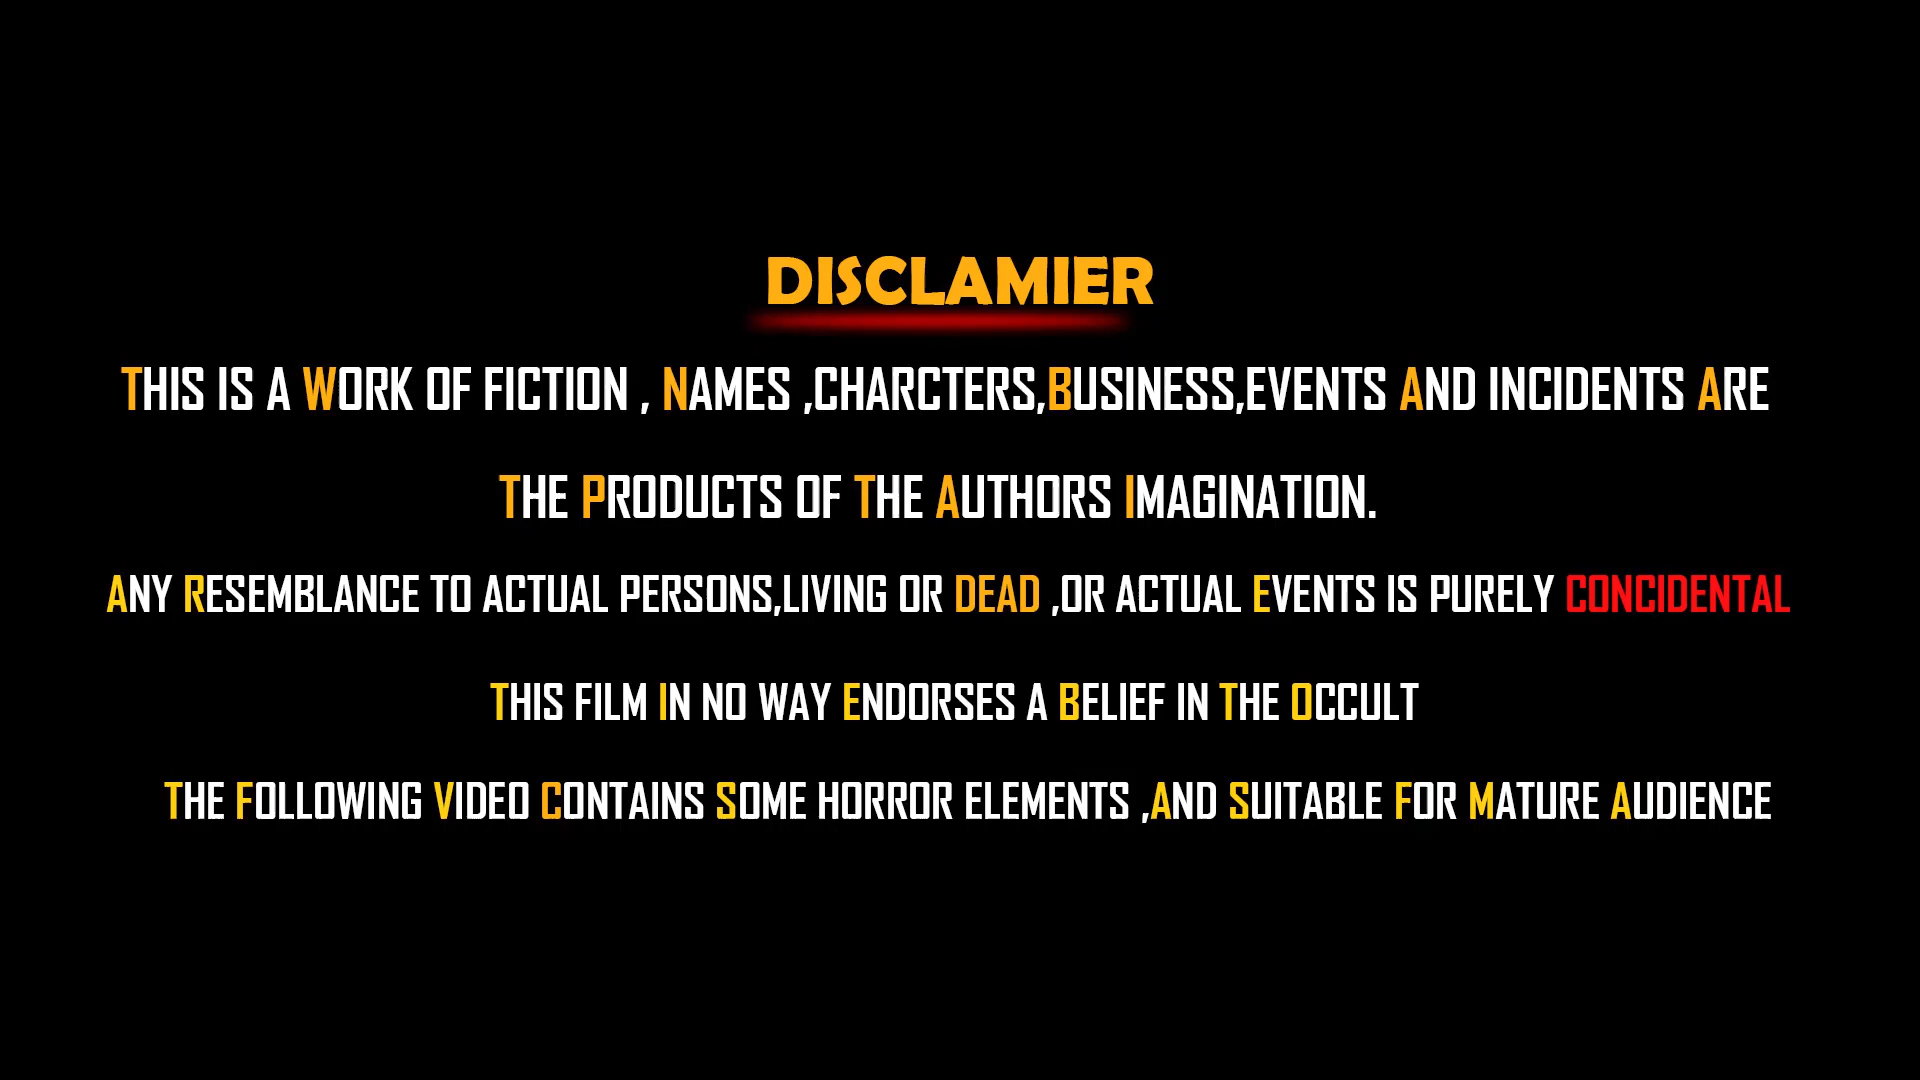 DISCLAMIER
THIS IS A WORK OF FICTION , NAMES ,CHARCTERS,BUSINESS,EVENTS AND INCIDENTS ARE
THE PRODUCTS OF THE AUTHORS IMAGINATION.
ANY RESEMBLANCE TO ACTUAL PERSONS,LIVING OR DEAD ,OR ACTUAL EVENTS IS PURELY CONCIDENTAL
THIS FILM IN NO WAY ENDORSES A BELIEF IN THE OCCULT
THE FOLLOWING VIDEO CONTAINS SOME HORROR ELEMENTS ,AND SUITABLE FOR MATURE AUDIENCE